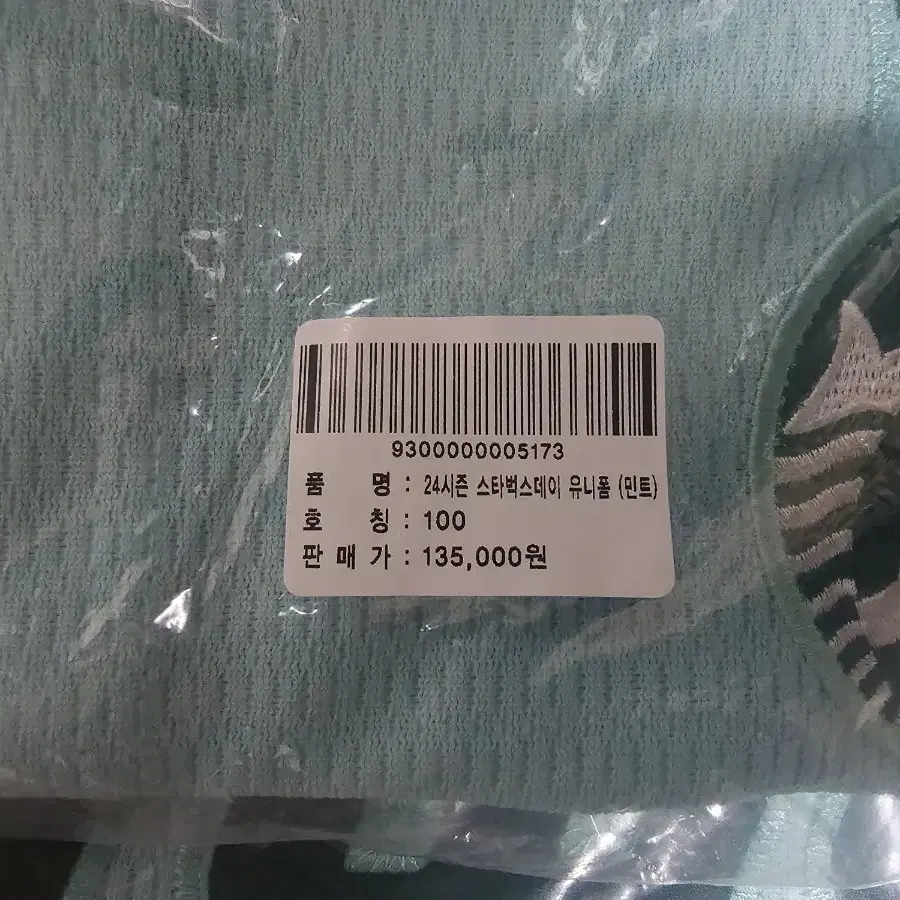 9300000005173
품 명 : 24시즌 스타벅스데이 유니폼 (민트)
호 칭 : 100
판 매 가 : 135,000원